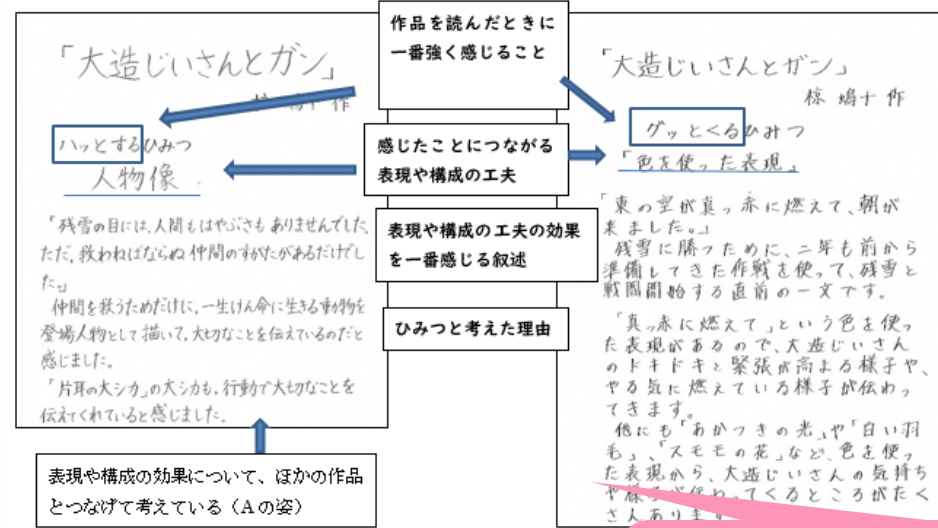 「大造じいさんとガン」
作
ハッとするひみつ
人物像
「残雪の目には、人間もはやぶさもありませんでした。
ただ、救わねばならぬ仲間のすがたがあるだけでし
た。」
仲間を救うためだけに、一生けん命に生きる動物を
登場人物として描いて、大切なことを伝えているのだと
感じました。
「片耳の大シカ」の大シカも、行動で大切なことを
伝えてくれていると感じました。
表現や構成の効果について、ほかの作品
とつなげて考えている（Aの姿）
作品を読んだときに
一番強く感じること
感じたことにつながる
表現や構成の工夫
表現や構成の工夫の効果
を一番感じる叙述
ひみつと考えた理由
「大造じいさんとガン」
椋 鳩十 作
グッとくるひみつ
「色を使った表現」
「東の空が真っ赤に燃えて、朝が
来ました。」
残雪に勝つために、二年も前から
準備してきた作戦を使って、残雪と
戦闘開始する直前の一文です。
「真っ赤に燃えて」という色を使っ
た表現があるので、大造じいさん
のドキドキと緊張が高まる様子や、
やる気に燃えている様子が伝わっ
てきます。
他にも「あかつきの光」や「白い羽
毛」、「スモモの花」など、色を使っ
た表現から、大造じいさんの気持ち
や様子が伝わってくるところがたく
さんあります